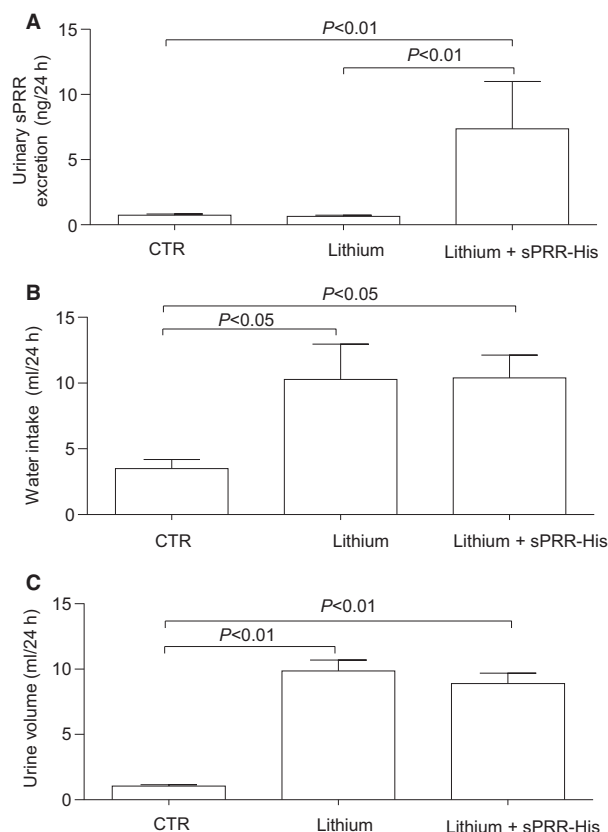 A
P<0.01
P<0.01
Urinary sPRR
excretion (ng/24 h)
15
10
5
0
CTR
Lithium
Lithium + sPRR-His
B
P<0.05
P<0.05
Water intake (ml/24 h)
15
10
5
0
CTR
Lithium
Lithium + sPRR-His
C
P<0.01
P<0.01
Urine volume (ml/24 h)
15
10
5
0
CTR
Lithium
Lithium + sPRR-His